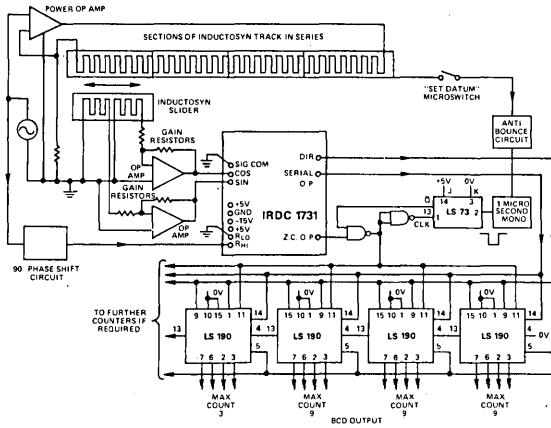 POWER OP AMP
SECTIONS OF INDUCTOSYN TRACK IN SERIES
"SET DATUM"
MICROSWITCH
INDUCTOSYN
SLIDER
GAIN
RESISTORS
OP
AMP
GAIN
RESISTORS
OP
AMP
ANTI
BOUNCE
CIRCUIT
SIG COM
COS
SIN
+5V
GND
-15V
+5V
RLO
RHI
IRDC 1731
DIR
SERIAL
O P
Z.C. O P
+5V
0V
J
K
14
3
Q
13
1
2
CLK
LS 73
1 MICRO
SECOND
MONO
90 PHASE SHIFT
CIRCUIT
TO FURTHER
COUNTERS IF
REQUIRED
0V
9 10 15 1 11
14
13
4
5
LS 190
7 6 2 3
MAX
COUNT
3
0V
15 10 1 9 11
14
13
4
5
LS 190
7 6 2 3
MAX
COUNT
9
0V
15 10 1 9 11
14
13
4
5
LS 190
7 6 2 3
MAX
COUNT
9
0V
15 10 1 9 11
14
13
4
0V
5
LS 190
7 6 2 3
MAX
COUNT
9
BCD OUTPUT